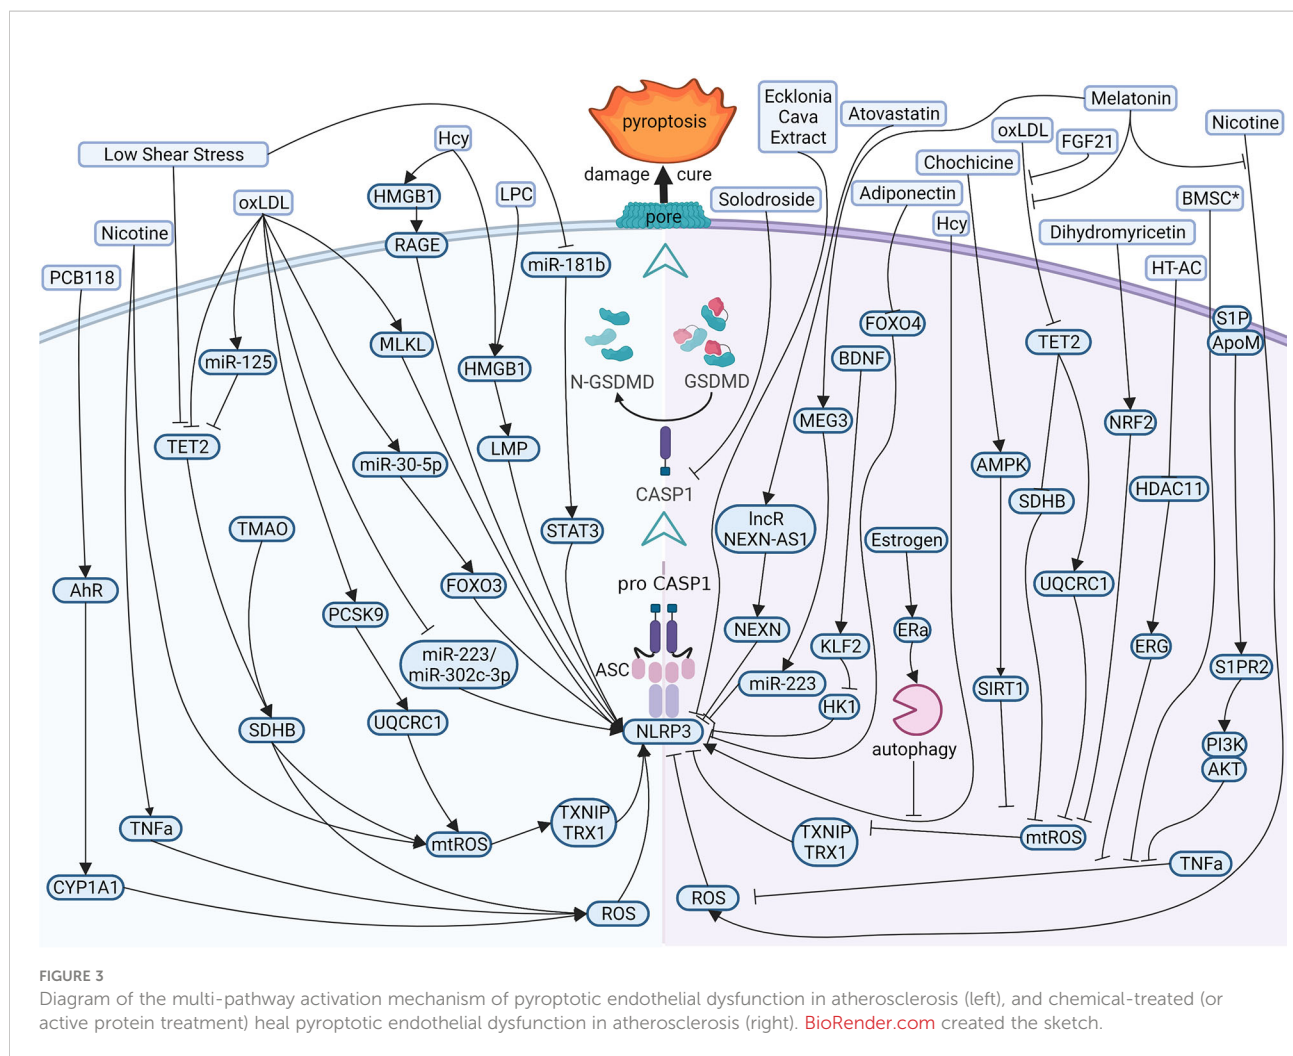 pyroptosis
damage
cure
pore
Low Shear Stress
Hcy
HMGB1
RAGE
LPC
oxLDL
Nicotine
PCB118
miR-181b
miR-125
MLKL
HMGB1
TET2
miR-30-5p
LMP
TMAO
STAT3
AhR
PCSK9
FOXO3
miR-223/
miR-302c-3p
SDHB
UQCRC1
TNFa
mtROS
TXNIP
TRX1
CYP1A1
ROS
N-GSDMD
GSDMD
CASP1
pro CASP1
ASC
NLRP3
Ecklonia
Cava
Extract
Atovastatin
Melatonin
oxLDL
FGF21
Nicotine
Chochicine
Solodroside
Adiponectin
BMSC*
Hcy
Dihydromyricetin
HT-AC
S1P
ApoM
FOXO4
BDNF
TET2
MEG3
NRF2
AMPK
HDAC11
SDHB
lncR
NEXN-AS1
Estrogen
UQCRC1
NEXN
KLF2
ERa
ERG
miR-223
HK1
SIRT1
S1PR2
autophagy
PI3K
AKT
TXNIP
TRX1
mtROS
TNFa
ROS
FIGURE 3
Diagram of the multi-pathway activation mechanism of pyroptotic endothelial dysfunction in atherosclerosis (left), and chemical-treated (or
active protein treatment) heal pyroptotic endothelial dysfunction in atherosclerosis (right). BioRender.com created the sketch.